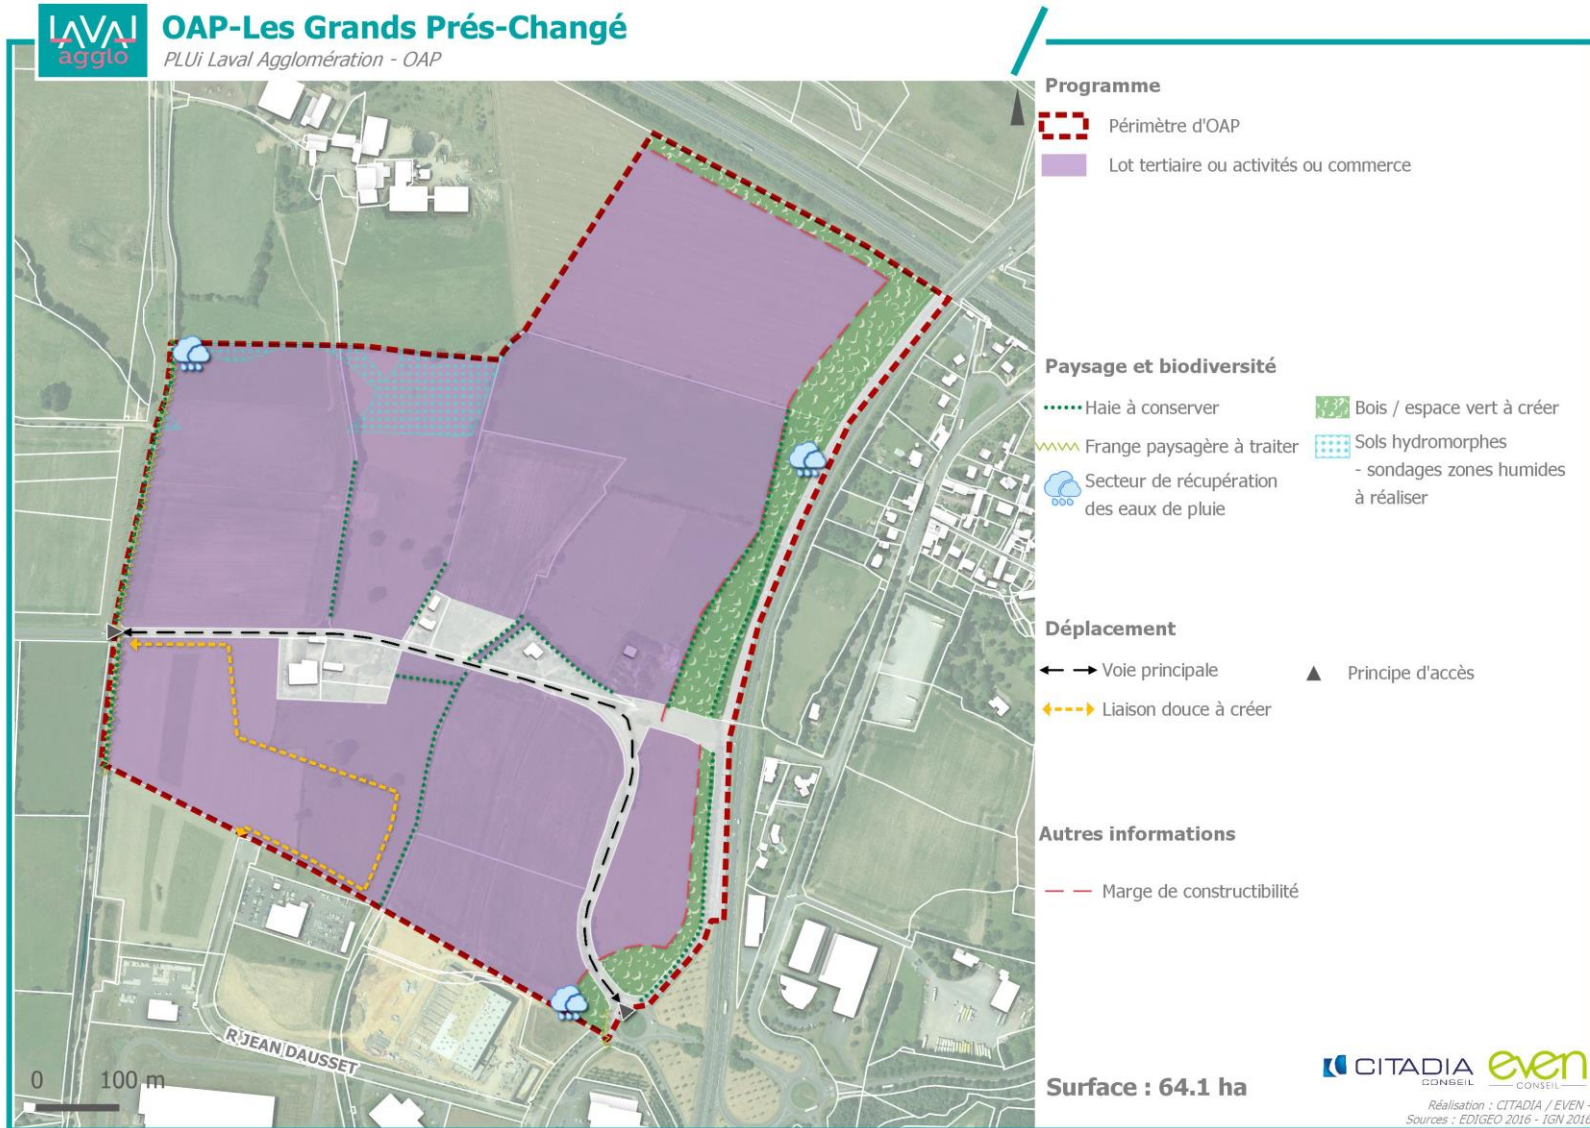 LAVAL
agglo
OAP-Les Grands Prés-Changé
PLUi Laval Agglomération - OAP
Programme
Périmètre d'OAP
Lot tertiaire ou activités ou commerce
Paysage et biodiversité
Haie à conserver
Bois / espace vert à créer
Frange paysagère à traiter
Sols hydromorphes
- sondages zones humides
à réaliser
Secteur de récupération
des eaux de pluie
Déplacement
Voie principale
Principe d'accès
Liaison douce à créer
Autres informations
Marge de constructibilité
R JEAN DAUSSET
0 100 m
Surface : 64.1 ha
CITADIA
CONSEIL
even
CONSEIL
Réalisation : CITADIA / EVEN -
Sources : EDIGEO 2016 - IGN 2016